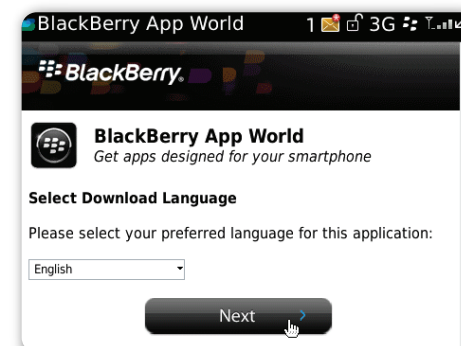 BlackBerry App World 1 3G
BlackBerry.
BlackBerry App World
Get apps designed for your smartphone
Select Download Language
Please select your preferred language for this application:
English
Next